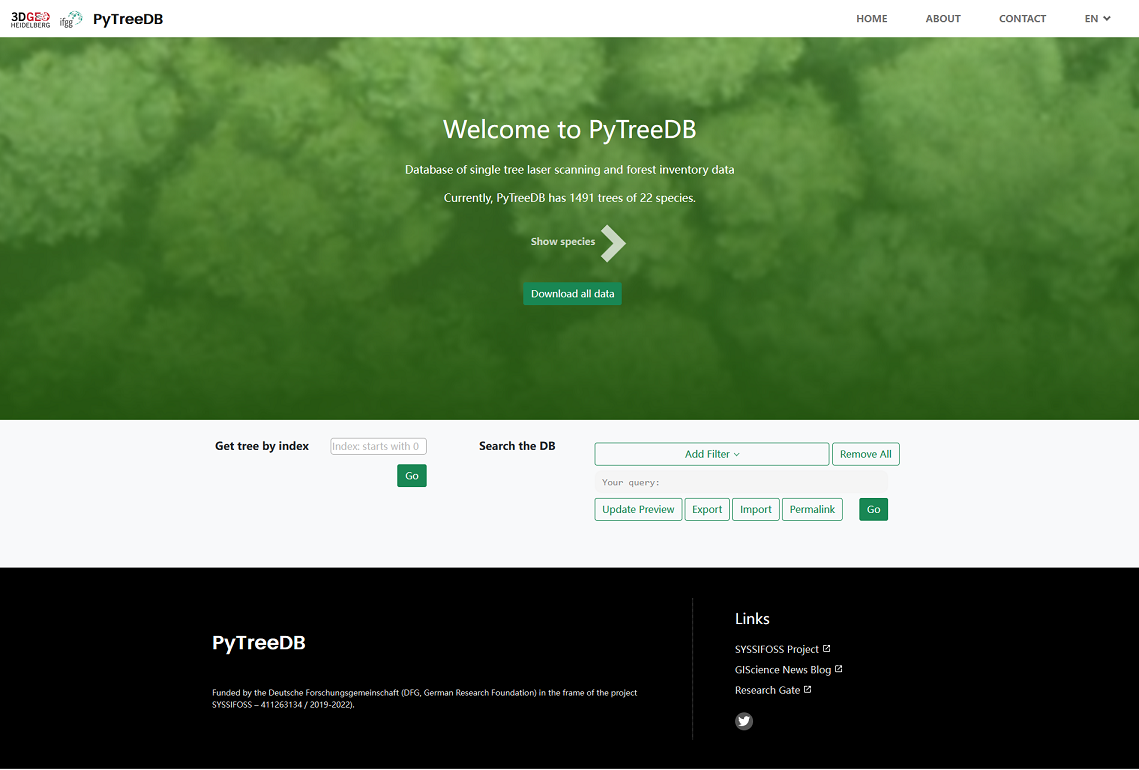 3DGEO
HEIDELBERG
ifgg
PyTreeDB
HOME
ABOUT
CONTACT
EN
Welcome to PyTreeDB
Database of single tree laser scanning and forest inventory data
Currently, PyTreeDB has 1491 trees of 22 species.
Show species
Download all data
Get tree by index
Index: starts with 0
Go
Search the DB
Add Filter
Remove All
Your query:
Update Preview
Export
Import
Permalink
Go
PyTreeDB
Funded by the Deutsche Forschungsgemeinschaft (DFG, German Research Foundation) in the frame of the project
SYSSIFOSS – 411263134 / 2019-2022).
Links
SYSSIFOSS Project
GIScience News Blog
Research Gate